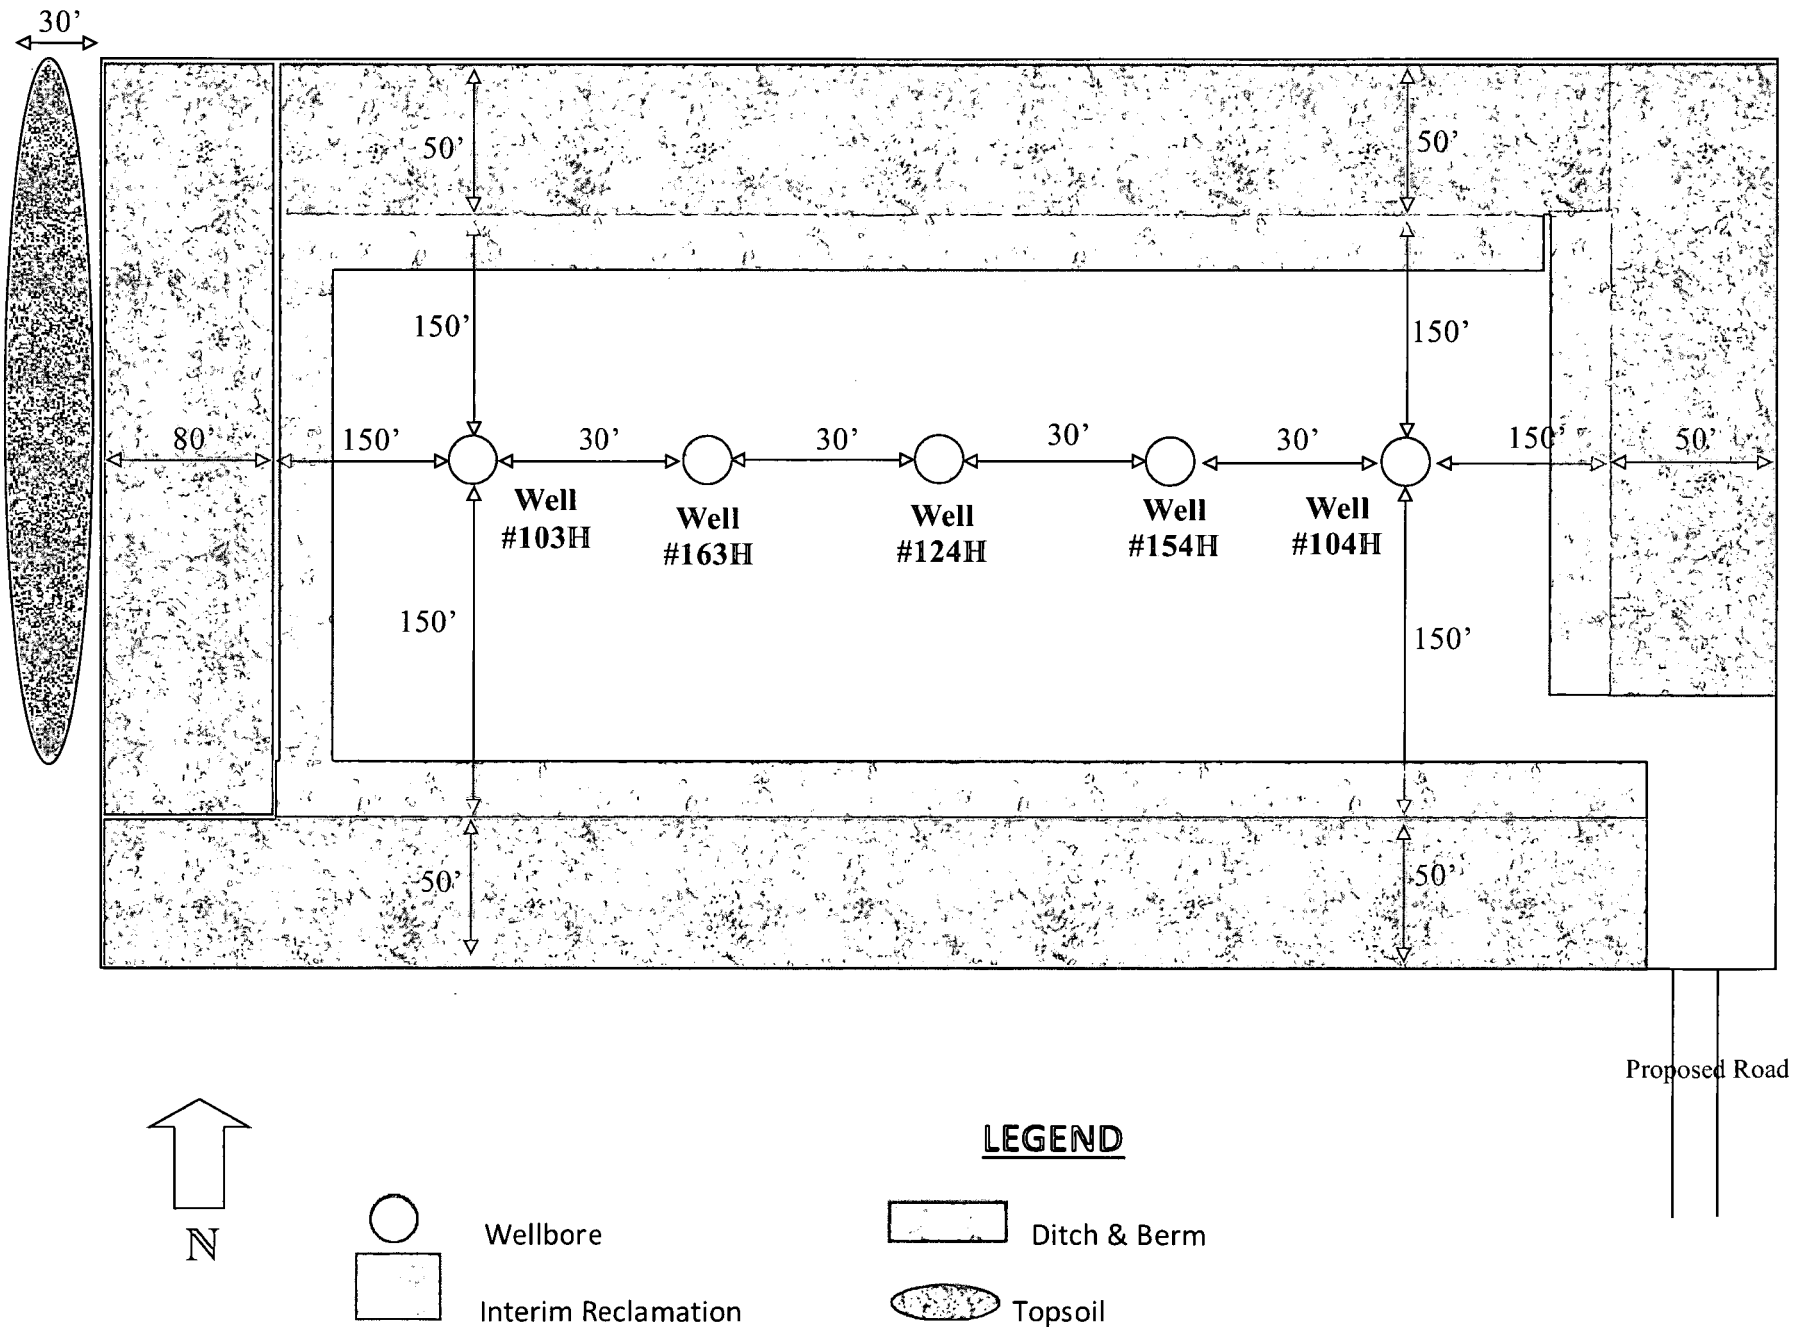 30’
50’
50’
150’
150’
80’
150’
30’
30’
30’
30’
150’
50’
Well
#103H
Well
#163H
Well
#124H
Well
#154H
Well
#104H
150’
150’
50’
50’
Proposed Road
LEGEND
N
Wellbore
Ditch & Berm
Interim Reclamation
Topsoil